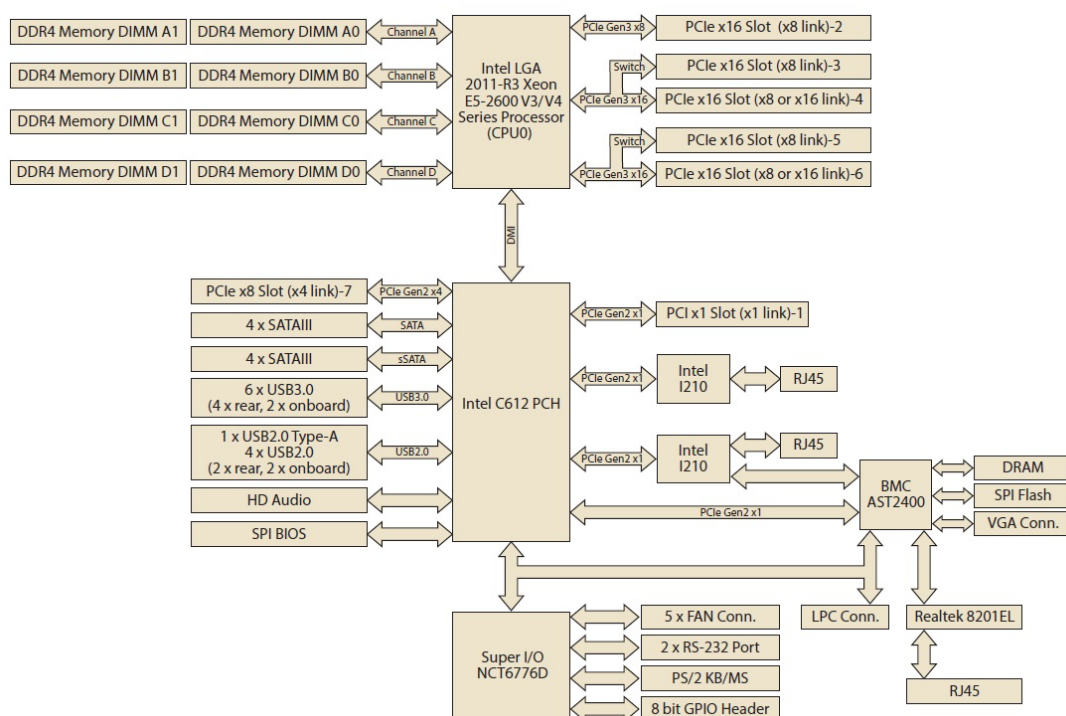 DDR4 Memory DIMM A1
DDR4 Memory DIMM A0
Channel A
DDR4 Memory DIMM B1
DDR4 Memory DIMM B0
Channel B
DDR4 Memory DIMM C1
DDR4 Memory DIMM C0
Channel C
DDR4 Memory DIMM D1
DDR4 Memory DIMM D0
Channel D
Intel LGA
2011-R3 Xeon
E5-2600 V3/V4
Series Processor
(CPU0)
PCIe Gen3 x8
PCIe x16 Slot (x8 link)-2
Switch
PCIe x16 Slot (x8 link)-3
PCIe Gen3 x16
PCIe x16 Slot (x8 or x16 link)-4
Switch
PCIe x16 Slot (x8 link)-5
PCIe Gen3 x16
PCIe x16 Slot (x8 or x16 link)-6
DMI
PCIe x8 Slot (x4 link)-7
PCIe Gen2 x4
4 x SATAIII
SATA
4 x SATAIII
sSATA
6 x USB3.0
(4 x rear, 2 x onboard)
USB3.0
1 x USB2.0 Type-A
4 x USB2.0
(2 x rear, 2 x onboard)
USB2.0
HD Audio
SPI BIOS
Intel C612 PCH
PCIe Gen2 x1
PCI x1 Slot (x1 link)-1
PCIe Gen2 x1
Intel
I210
RJ45
PCIe Gen2 x1
Intel
I210
RJ45
PCIe Gen2 x1
BMC
AST2400
DRAM
SPI Flash
VGA Conn.
LPC Conn.
Realtek 8201EL
RJ45
Super I/O
NCT6776D
5 x FAN Conn.
2 x RS-232 Port
PS/2 KB/MS
8 bit GPIO Header